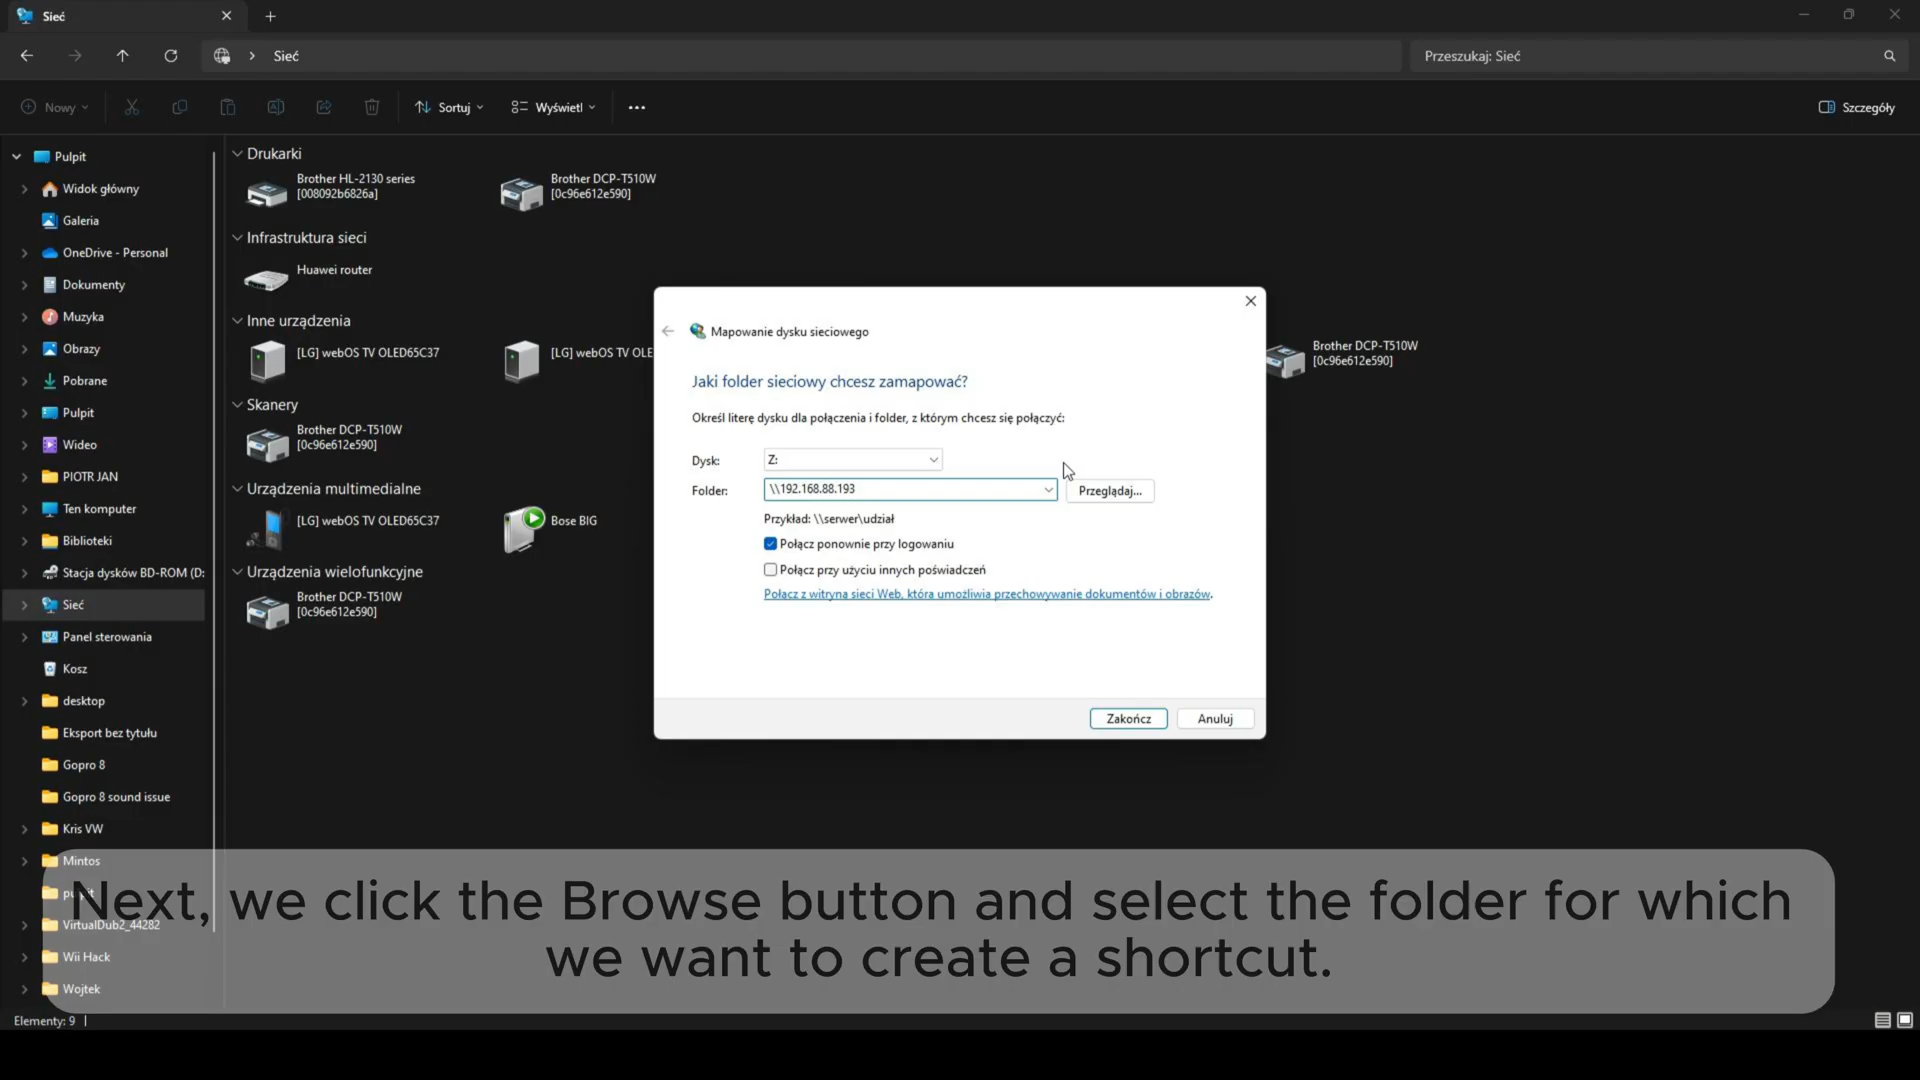 Sieć
Sieć
Przeszukaj: Sieć
Nowy
Sortuj
Wyświetl
Szczegóły
Pulpit
Widok główny
Galeria
OneDrive - Personal
Dokumenty
Muzyka
Obrazy
Pobrane
Pulpit
Wideo
PIOTR JAN
Ten komputer
Biblioteki
Stacja dysków BD-ROM (D:
Sieć
Panel sterowania
Kosz
desktop
Eksport bez tytułu
Gopro 8
Gopro 8 sound issue
Kris VW
Mintos
VirtualDub2_44282
Wii Hack
Wojtek
Drukarki
Brother HL-2130 series
[008092b6826a]
Brother DCP-T510W
[0c96e612e590]
Infrastruktura sieci
Huawei router
Inne urządzenia
[LG] webOS TV OLED65C37
[LG] webOS TV OLE
Brother DCP-T510W
[0c96e612e590]
Skanery
Brother DCP-T510W
[0c96e612e590]
Urządzenia multimedialne
[LG] webOS TV OLED65C37
Bose BIG
Urządzenia wielofunkcyjne
Brother DCP-T510W
[0c96e612e590]
Mapowanie dysku sieciowego
Jaki folder sieciowy chcesz zamapować?
Określ literę dysku dla połączenia i folder, z którym chcesz się połączyć:
Dysk: Z:
Folder: \\192.168.88.193
Przeglądaj...
Przykład: \\serwer\udział
Połącz ponownie przy logowaniu
Połącz przy użyciu innych poświadczeń
Połącz z witryną sieci Web, która umożliwia przechowywanie dokumentów i obrazów.
Zakończ
Anuluj
Next, we click the Browse button and select the folder for which
we want to create a shortcut.
Elementy: 9